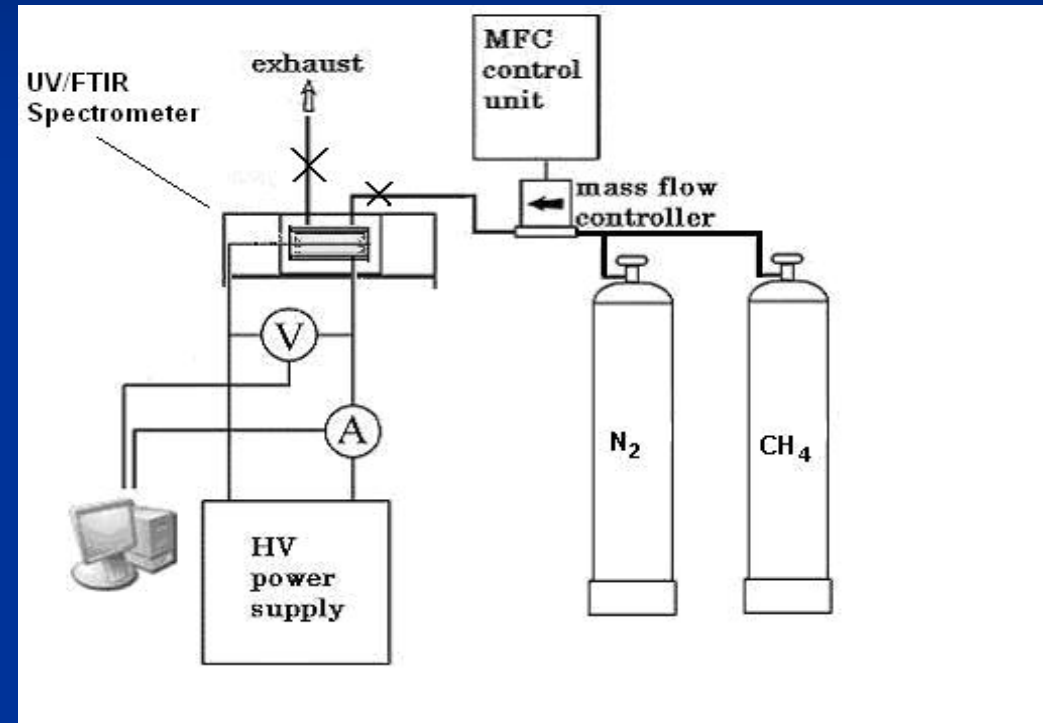 MFC
control
unit
exhaust
UV/FTIR
Spectrometer
mass flow
controller
V
A
N2
CH4
HV
power
supply